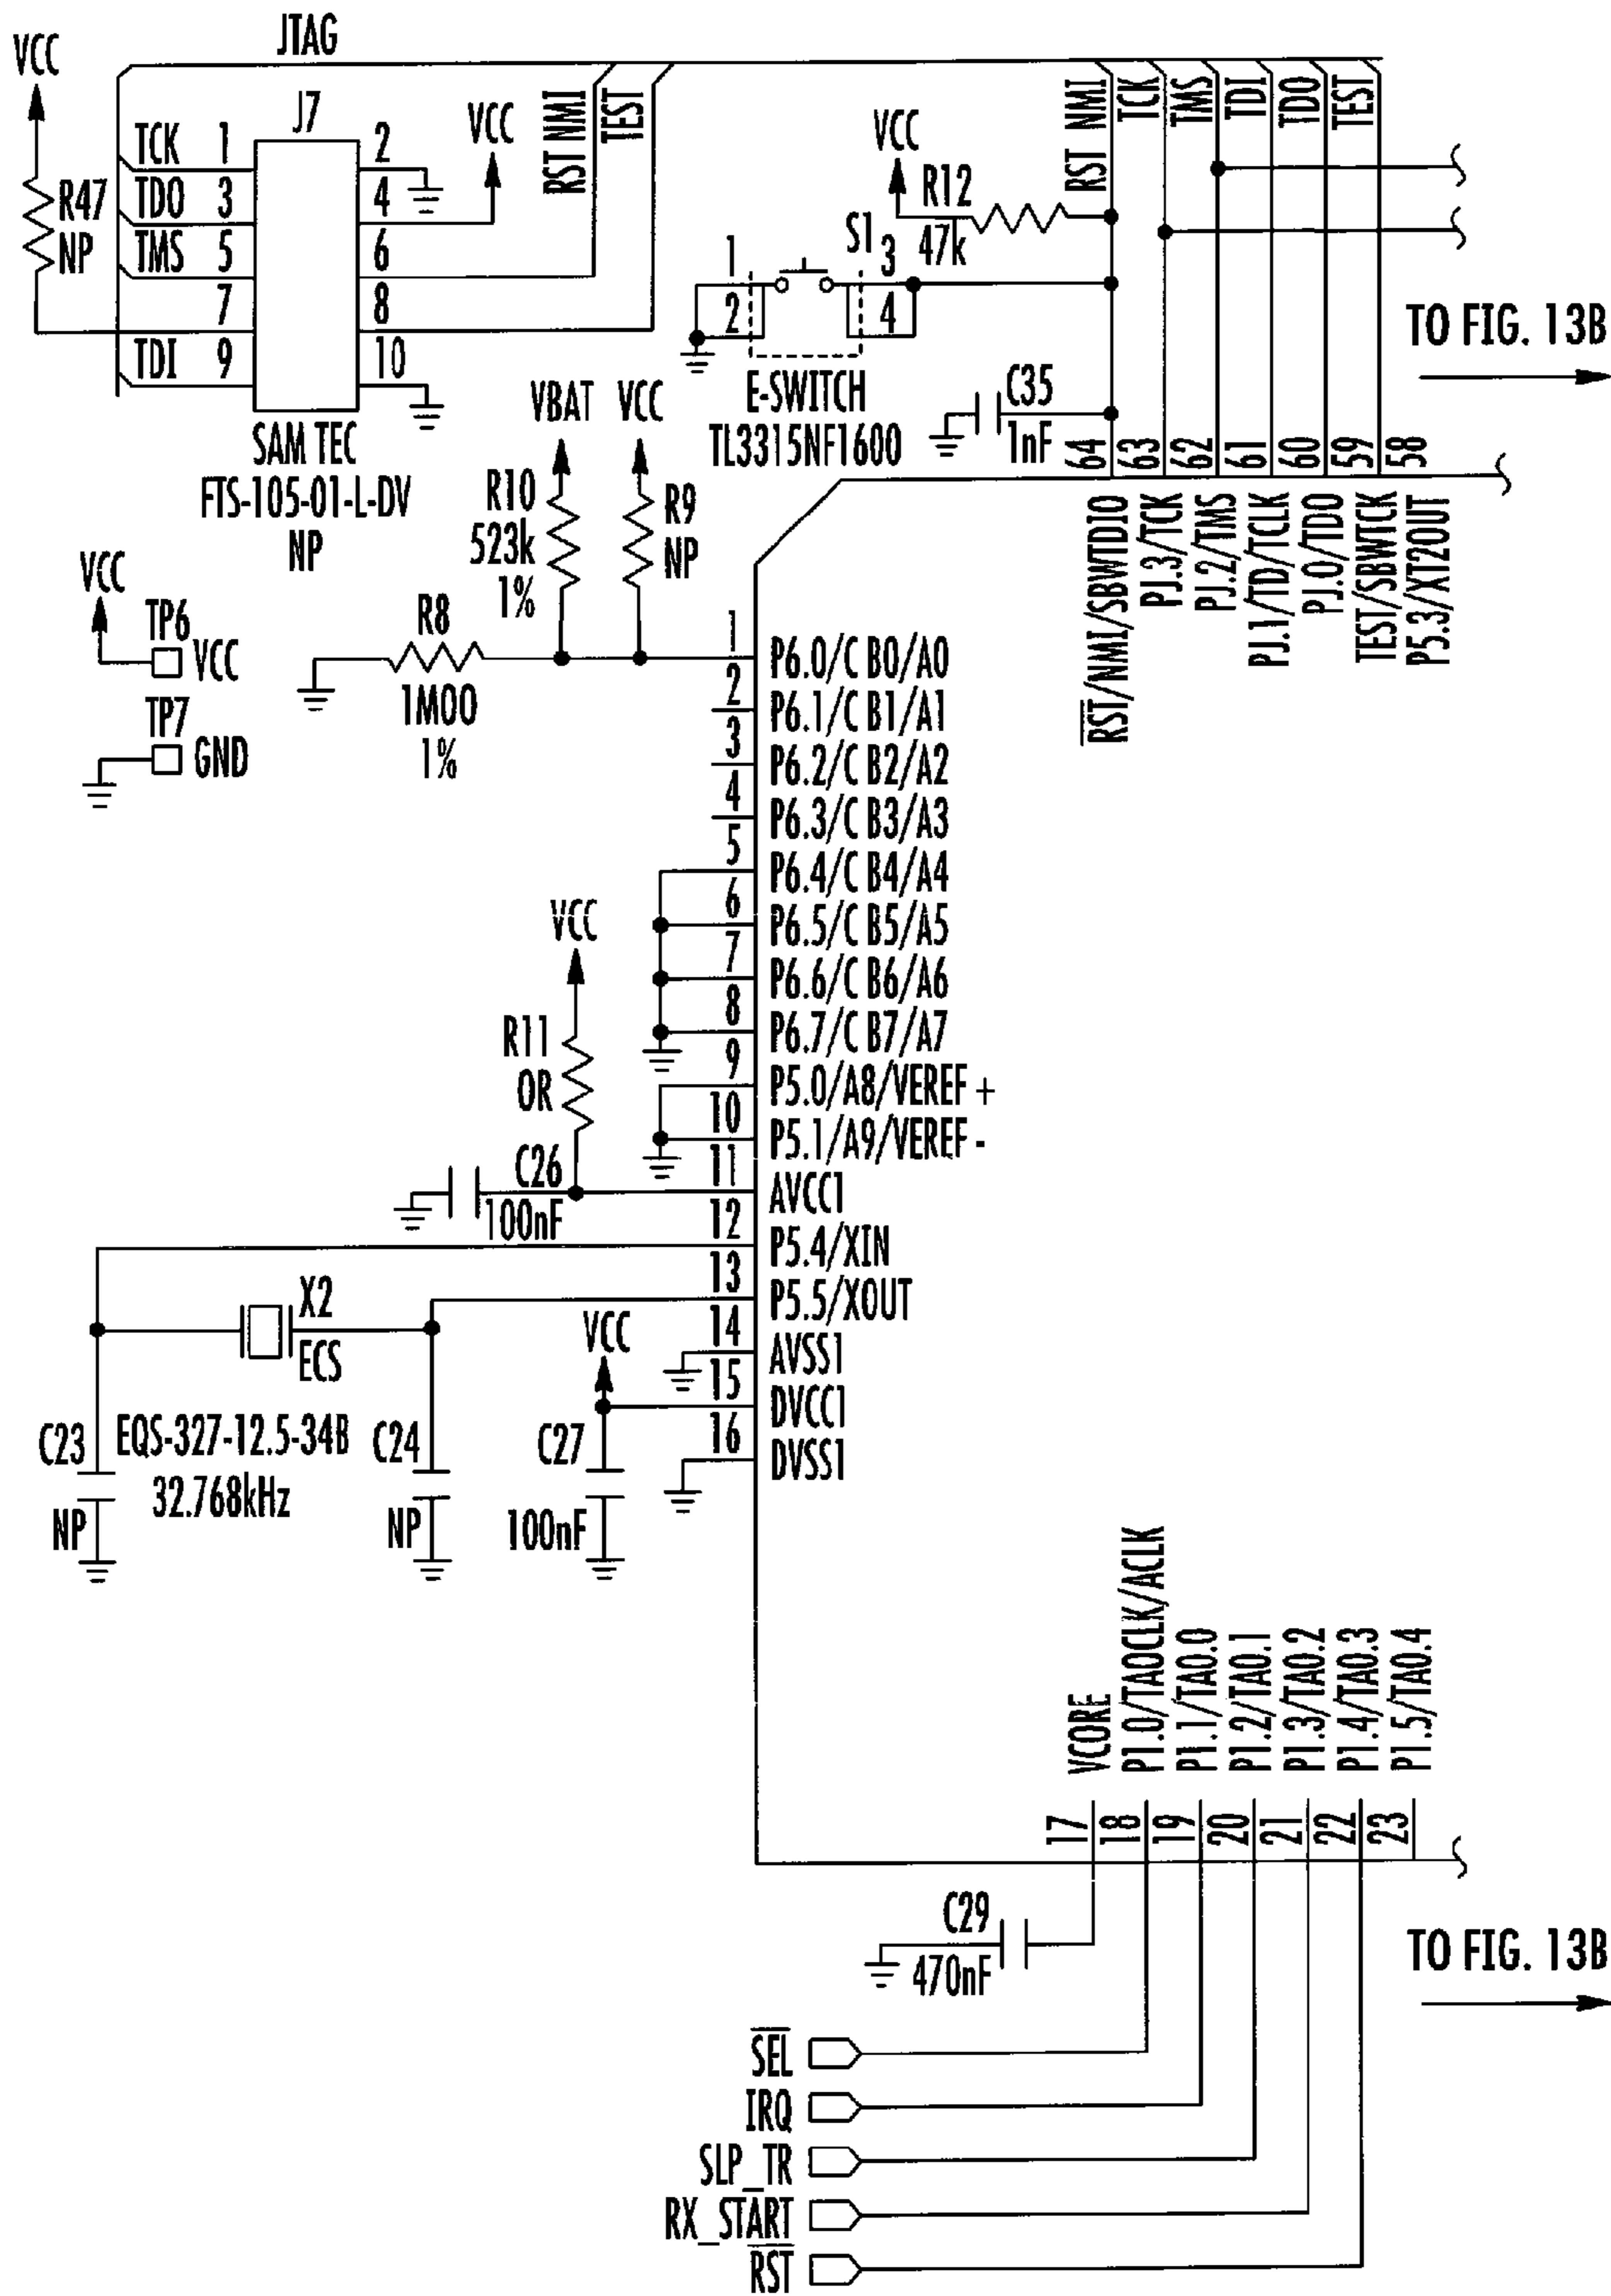 JTAG
VCC
R47
NP
J7
TCK 1
TDO 3
TMS 5
7
TDI 9
2
4
6
8
10
VCC
RST NMI
TEST
SAM TEC
FTS-105-01-L-DV
NP
VCC
R12
47k
S1
1
2
3
4
E-SWITCH
TL3315NF1600
C35
1nF
RST NMI
TCK
TMS
TDI
TDO
TEST
TO FIG. 13B
64
63
62
61
60
59
58
RST/NMI/SBWTDIO
PJ.3/TCK
PJ.2/TMS
PJ.1/TD/TCLK
PJ.0/TDO
TEST/SBWTCK
P5.3/XT2OUT
VBAT
VCC
R10
523k
1%
R9
NP
VCC
TP6
VCC
TP7
GND
R8
1M00
1%
1 P6.0/C B0/A0
2 P6.1/C B1/A1
3 P6.2/C B2/A2
4 P6.3/C B3/A3
5 P6.4/C B4/A4
6 P6.5/C B5/A5
7 P6.6/C B6/A6
8 P6.7/C B7/A7
9 P5.0/A8/VEREF +
10 P5.1/A9/VEREF -
11 AVCC1
12 P5.4/XIN
13 P5.5/XOUT
14 AVSS1
15 DVCC1
16 DVSS1
VCC
R11
0R
C26
100nF
X2
ECS
EQS-327-12.5-34B
32.768kHz
C23
NP
C24
NP
VCC
C27
100nF
VCORE
P1.0/TA0CLK/ACLK
P1.1/TA0.0
P1.2/TA0.1
P1.3/TA0.2
P1.4/TA0.3
P1.5/TA0.4
17
18
19
20
21
22
23
C29
470nF
TO FIG. 13B
SEL
IRQ
SLP_TR
RX_START
RST